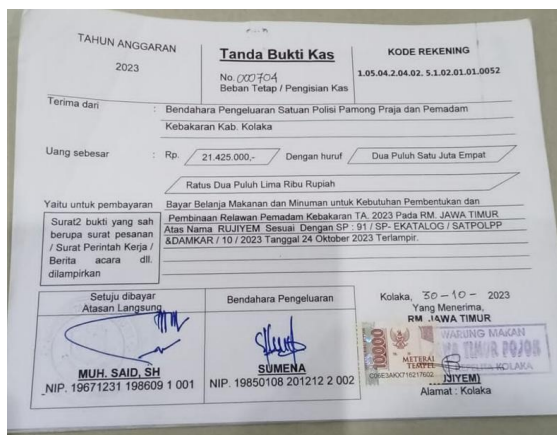 TAHUN ANGGARAN
2023
Tanda Bukti Kas
No. 000704
Beban Tetap / Pengisian Kas
KODE REKENING
1.05.04.2.04.02. 5.1.02.01.01.0052
Terima dari : Bendahara Pengeluaran Satuan Polisi Pamong Praja dan Pemadam
Kebakaran Kab. Kolaka
Uang sebesar : Rp. 21.425.000,- Dengan huruf Dua Puluh Satu Juta Empat
Ratus Dua Puluh Lima Ribu Rupiah
Yaitu untuk pembayaran Bayar Belanja Makanan dan Minuman untuk Kebutuhan Pembentukan dan
Pembinaan Relawan Pemadam Kebakaran TA. 2023 Pada RM. JAWA TIMUR
Atas Nama RUJIYEM Sesuai Dengan SP : 91 / SP- EKATALOG / SATPOLPP
&DAMKAR / 10 / 2023 Tanggal 24 Oktober 2023 Terlampir.
Surat2 bukti yang sah
berupa surat pesanan
/ Surat Perintah Kerja /
Berita acara dll.
dilampirkan
Setuju dibayar
Atasan Langsung
MUH. SAID, SH
NIP. 19671231 198609 1 001
Bendahara Pengeluaran
SUMENA
NIP. 19850108 201212 2 002
Kolaka, 30-10- 2023
Yang Menerima,
RM. JAWA TIMUR
WARUNG MAKAN
TIMUR POJOK
KOLAKA
10000
METERAI
TEMPEL
C08E3AKX716217602
Alamat : Kolaka